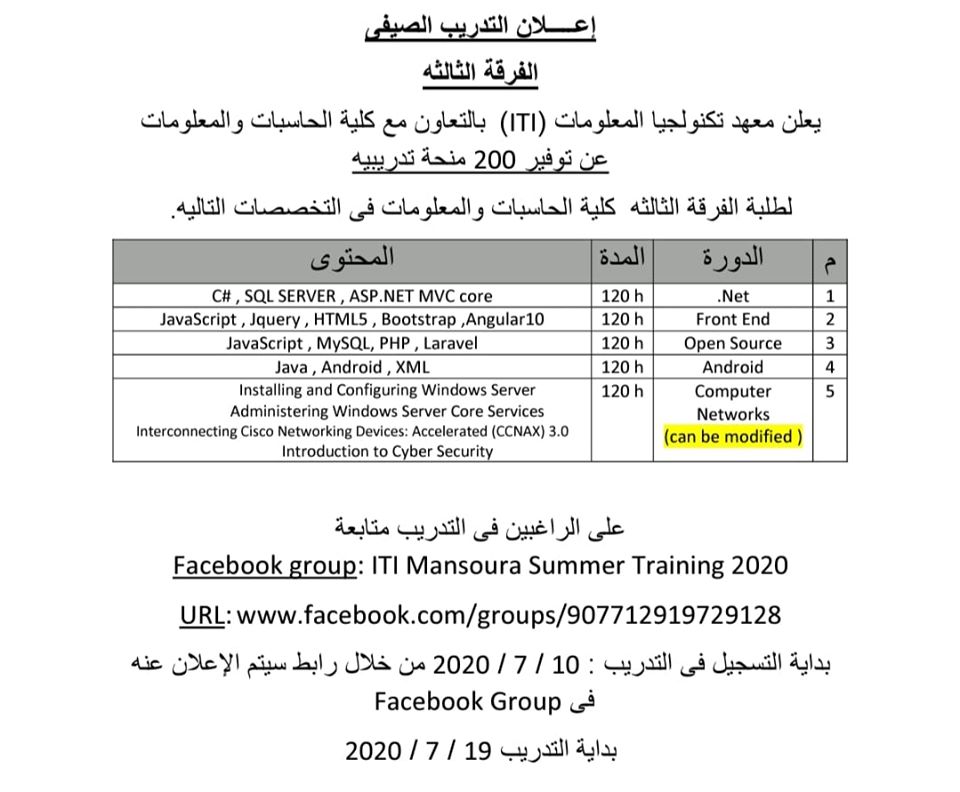 إعـــلان التدريب الصيفى
الفرقة الثالثه
يعلن معهد تكنولجيا المعلومات (ITI) بالتعاون مع كلية الحاسبات والمعلومات
عن توفير 200 منحة تدريبيه
لطلبة الفرقة الثالثه كلية الحاسبات والمعلومات فى التخصصات التاليه.
م الدورة المدة المحتوى
1 .Net 120 h C# , SQL SERVER , ASP.NET MVC core
2 Front End 120 h JavaScript , Jquery , HTML5 , Bootstrap ,Angular10
3 Open Source 120 h JavaScript , MySQL, PHP , Laravel
4 Android 120 h Java , Android , XML
5 Computer 120 h Installing and Configuring Windows Server
Networks Administering Windows Server Core Services
(can be modified ) Interconnecting Cisco Networking Devices: Accelerated (CCNAX) 3.0
Introduction to Cyber Security
على الراغبين فى التدريب متابعة
Facebook group: ITI Mansoura Summer Training 2020
URL: www.facebook.com/groups/907712919729128
بداية التسجيل فى التدريب : 10 / 7 / 2020 من خلال رابط سيتم الإعلان عنه
فى Facebook Group
بداية التدريب 19 / 7 / 2020